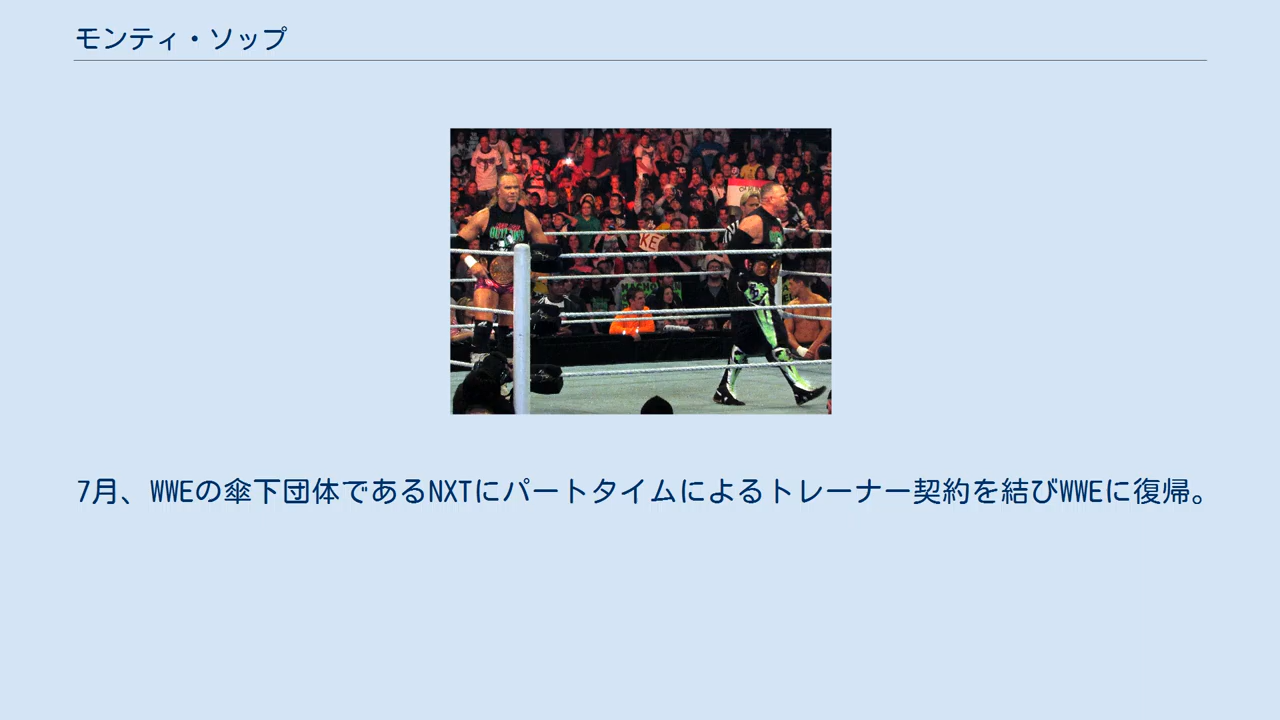 モンティ・ソップ
KE
7月、WWEの傘下団体であるNXTにパートタイムによるトレーナー契約を結びWWEに復帰。